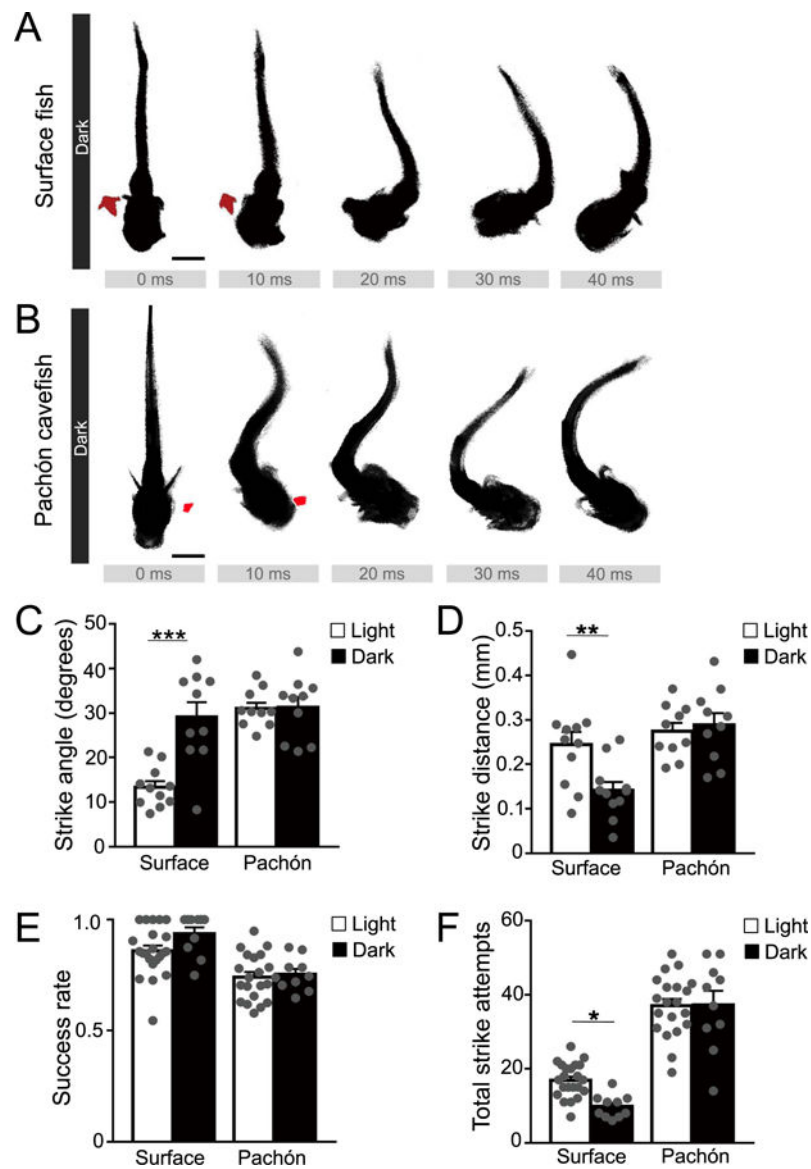 A
Surface fish
Dark
0 ms
10 ms
20 ms
30 ms
40 ms
B
Pachón cavefish
Dark
0 ms
10 ms
20 ms
30 ms
40 ms
C
Strike angle (degrees)
50
40
30
20
10
0
***
Light
Dark
Surface
Pachón
D
Strike distance (mm)
0.5
0.4
0.3
0.2
0.1
0
**
Light
Dark
Surface
Pachón
E
Success rate
1.0
0.5
0
Light
Dark
Surface
Pachón
F
Total strike attempts
60
40
20
0
*
Light
Dark
Surface
Pachón